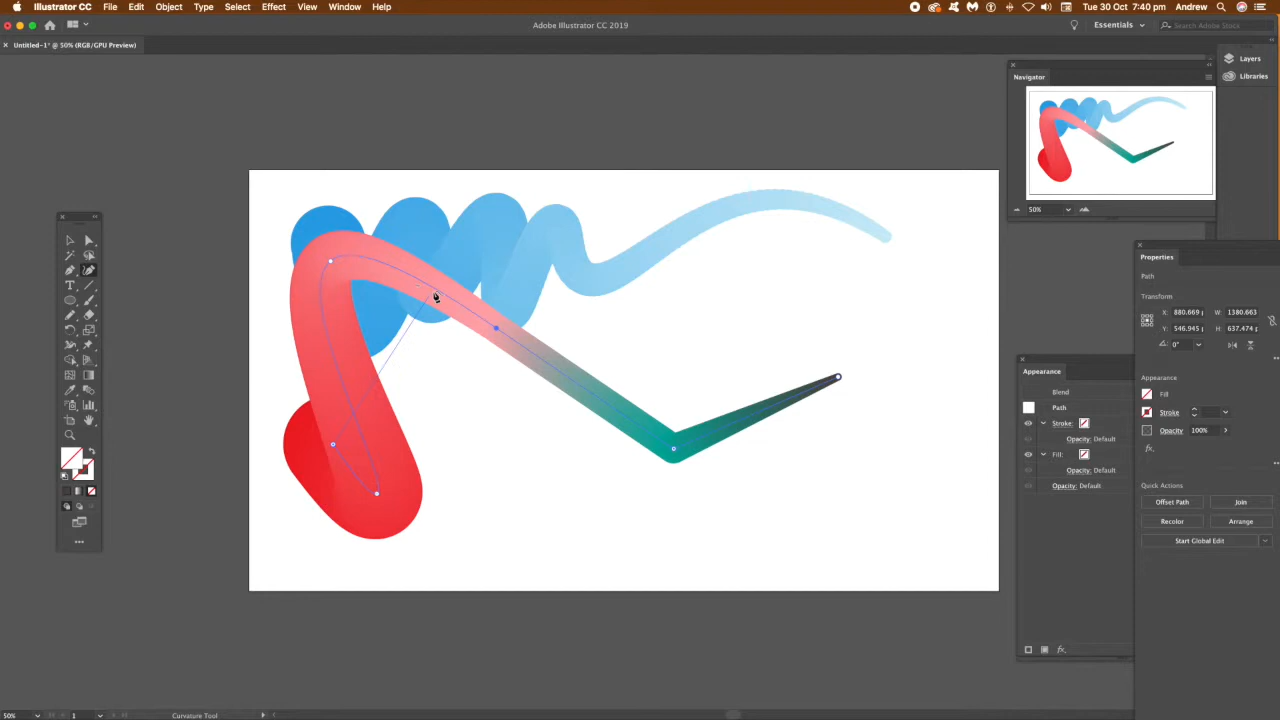 Illustrator CC File Edit Object Type Select Effect View Window Help Tue 30 Oct 7:40 pm Andrew
Adobe Illustrator CC 2019 Essentials Search Adobe Stock
Untitled-1* @ 50% (RGB/GPU Preview)
Layers
Libraries
Navigator
50%
Properties
Path
Transform
X: 880.669 W: 1380.663
Y: 546.945 H: 637.474
0°
Appearance
Fill
Stroke
Opacity 100%
fx.
Quick Actions
Offset Path Join
Recolor Arrange
Start Global Edit
Appearance
Blend
Path
Stroke:
Opacity: Default
Fill:
Opacity: Default
Opacity: Default
fx.
50% 1 Curvature Tool